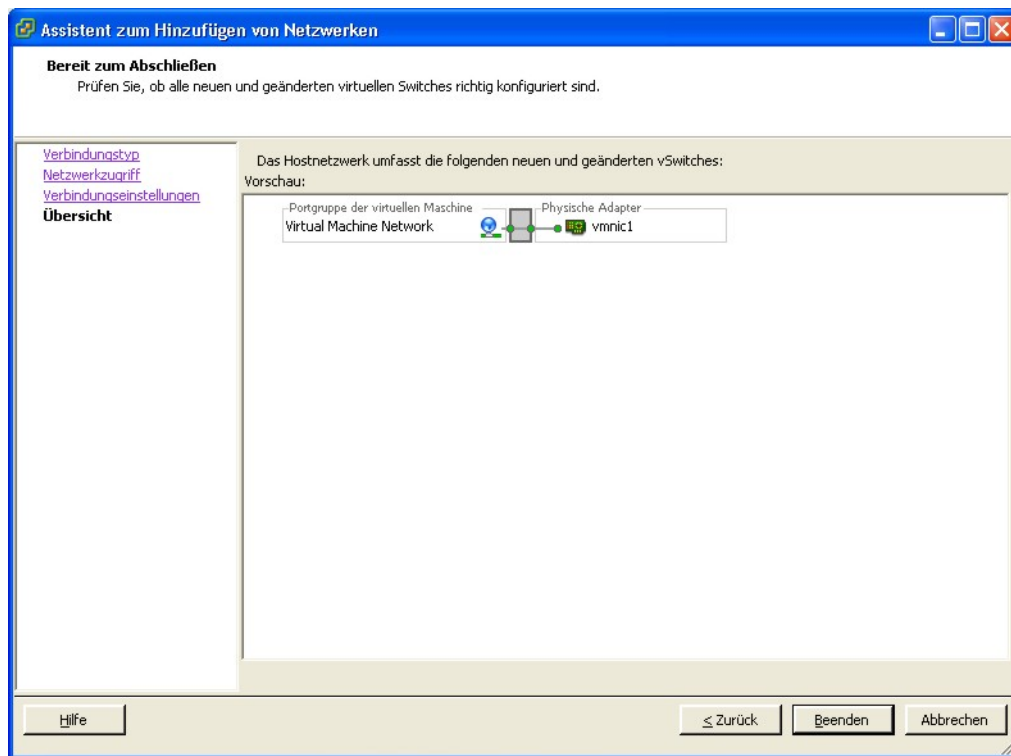 Assistent zum Hinzufügen von Netzwerken
Bereit zum Abschließen
Prüfen Sie, ob alle neuen und geänderten virtuellen Switches richtig konfiguriert sind.
Verbindungstyp
Netzwerkzugriff
Verbindungseinstellungen
Übersicht
Das Hostnetzwerk umfasst die folgenden neuen und geänderten vSwitches:
Vorschau:
Portgruppe der virtuellen Maschine
Physische Adapter
Virtual Machine Network
vmnic1
Hilfe
< Zurück
Beenden
Abbrechen